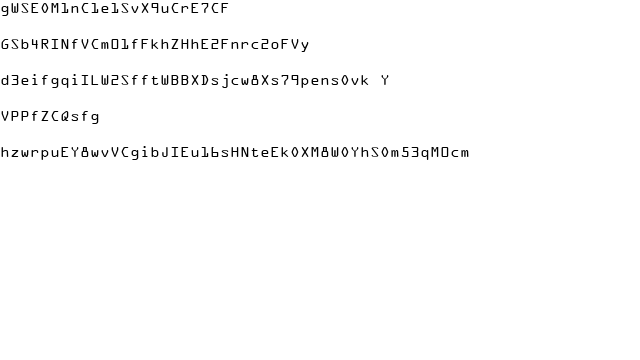 gWSE0M1nC1e1SvX9uCrE7CF
GSb4RINfVCmO1fFkhZHhE2Fnrc2oFVy
d3eifgqiILW2SfftWBBXDsjcw8Xs79pens0vk Y
VPPfZCQsfg
hzwrpuEY8wvVCgibJIEu16sHNteEk0XM8W0YhS0m53qMOcm